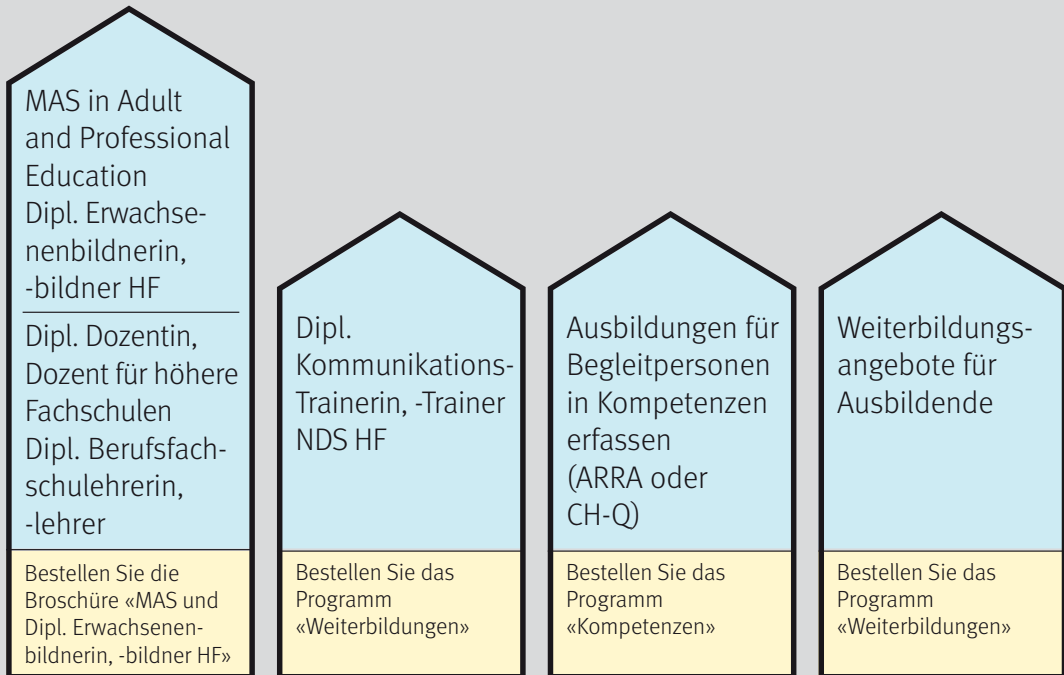 MAS in Adult
and Professional
Education
Dipl. Erwachse-
nenbildnerin,
-bildner HF
Dipl. Dozentin,
Dozent für höhere
Fachschulen
Dipl. Berufsfach-
schulehrerin,
-lehrer
Bestellen Sie die
Broschüre «MAS und
Dipl. Erwachsenen-
bildnerin, -bildner HF»
Dipl.
Kommunikations-
Trainerin, -Trainer
NDS HF
Bestellen Sie das
Programm
«Weiterbildungen»
Ausbildungen für
Begleitpersonen
in Kompetenzen
erfassen
(ARRA oder
CH-Q)
Bestellen Sie das
Programm
«Kompetenzen»
Weiterbildungs-
angebote für
Ausbildende
Bestellen Sie das
Programm
«Weiterbildungen»